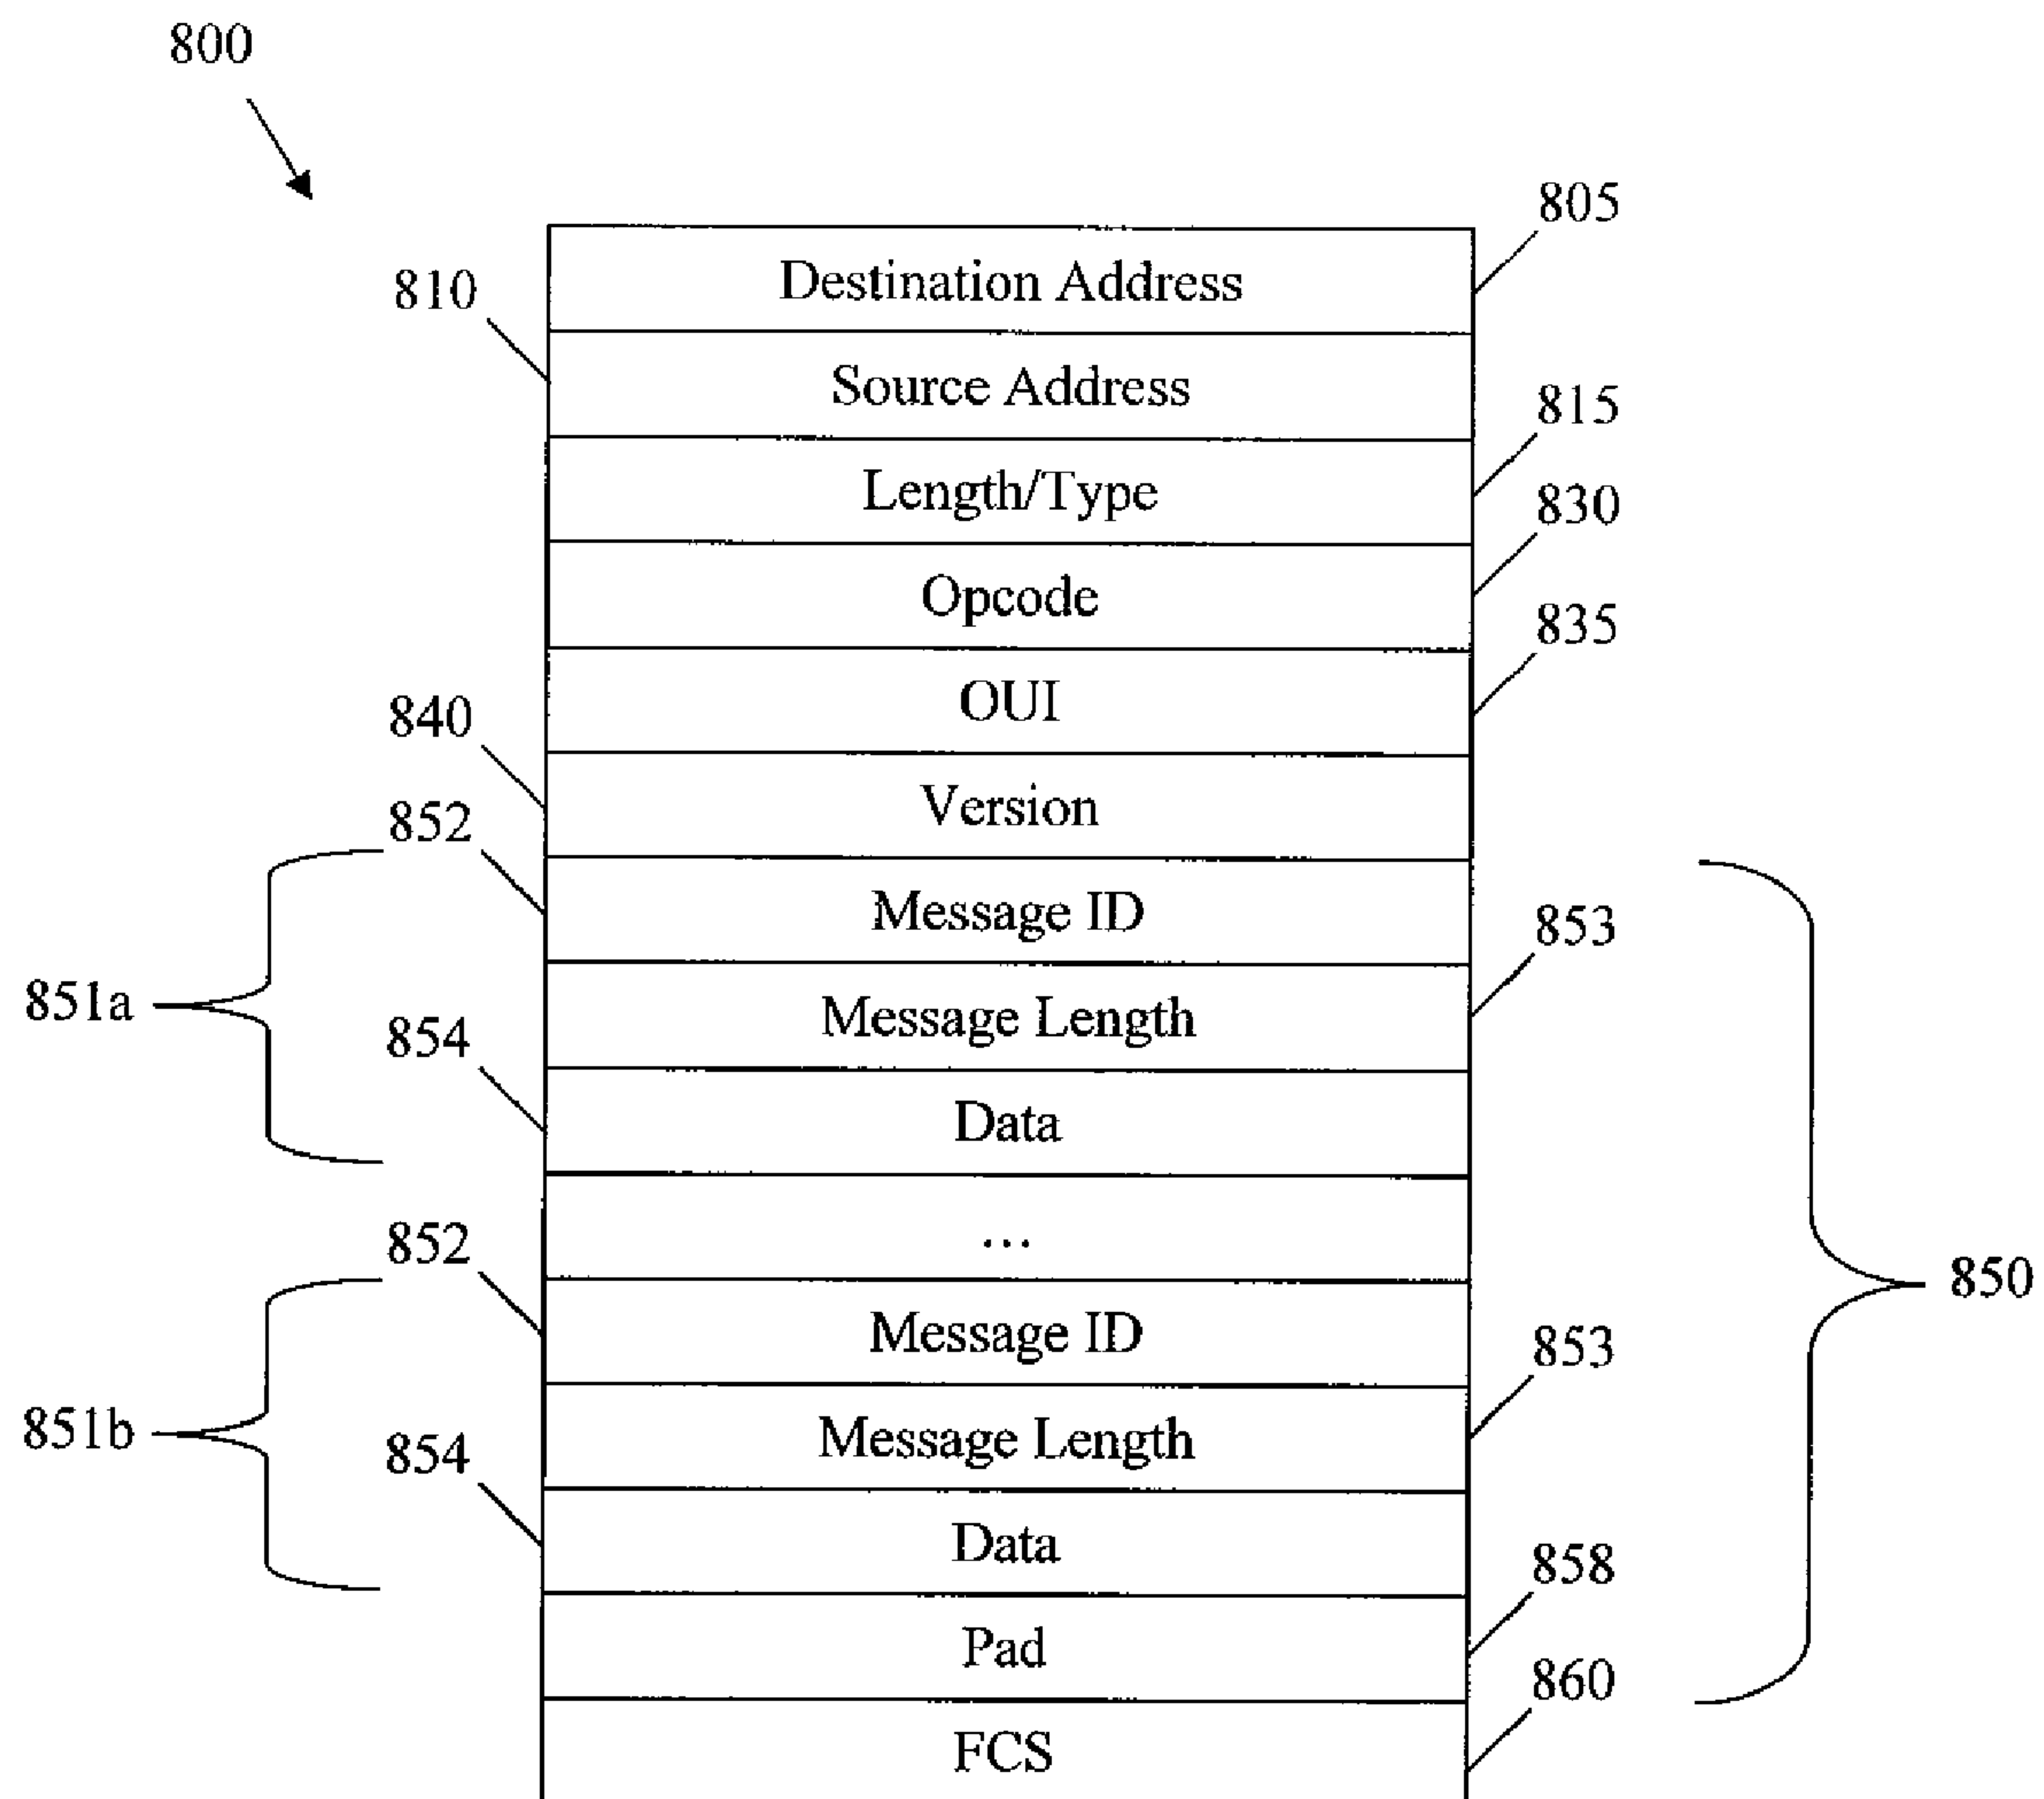 800
805
Destination Address
810
Source Address
815
Length/Type
830
Opcode
835
OUI
840
Version
852
Message ID
853
851a
Message Length
854
Data
...
852
850
Message ID
853
851b
Message Length
854
Data
858
Pad
860
FCS